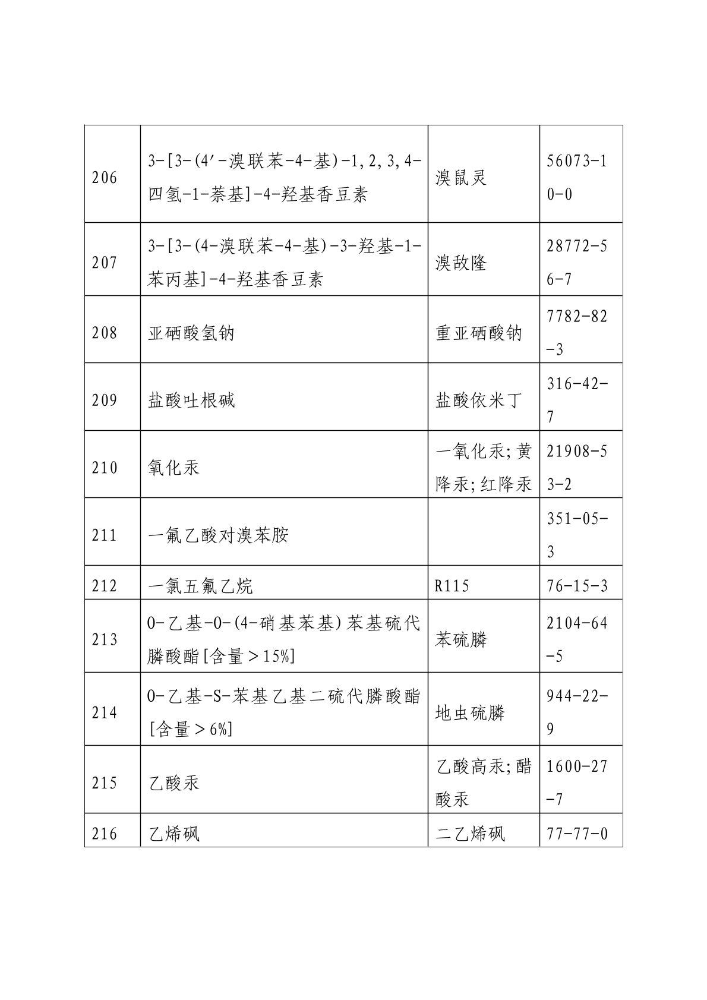 206
3-[3-(4′-溴联苯-4-基)-1,2,3,4-
四氢-1-萘基]-4-羟基香豆素
溴鼠灵
56073-1
0-0
207
3-[3-(4-溴联苯-4-基)-3-羟基-1-
苯丙基]-4-羟基香豆素
溴敌隆
28772-5
6-7
208
亚硒酸氢钠
重亚硒酸钠
7782-82
-3
209
盐酸吐根碱
盐酸依米丁
316-42-
7
210
氧化汞
一氧化汞;黄
降汞;红降汞
21908-5
3-2
211
一氟乙酸对溴苯胺
351-05-
3
212
一氯五氟乙烷
R115
76-15-3
213
O-乙基-O-(4-硝基苯基)苯基硫代
膦酸酯[含量＞15%]
苯硫膦
2104-64
-5
214
O-乙基-S-苯基乙基二硫代膦酸酯
[含量＞6%]
地虫硫膦
944-22-
9
215
乙酸汞
乙酸高汞;醋
酸汞
1600-27
-7
216
乙烯砜
二乙烯砜
77-77-0